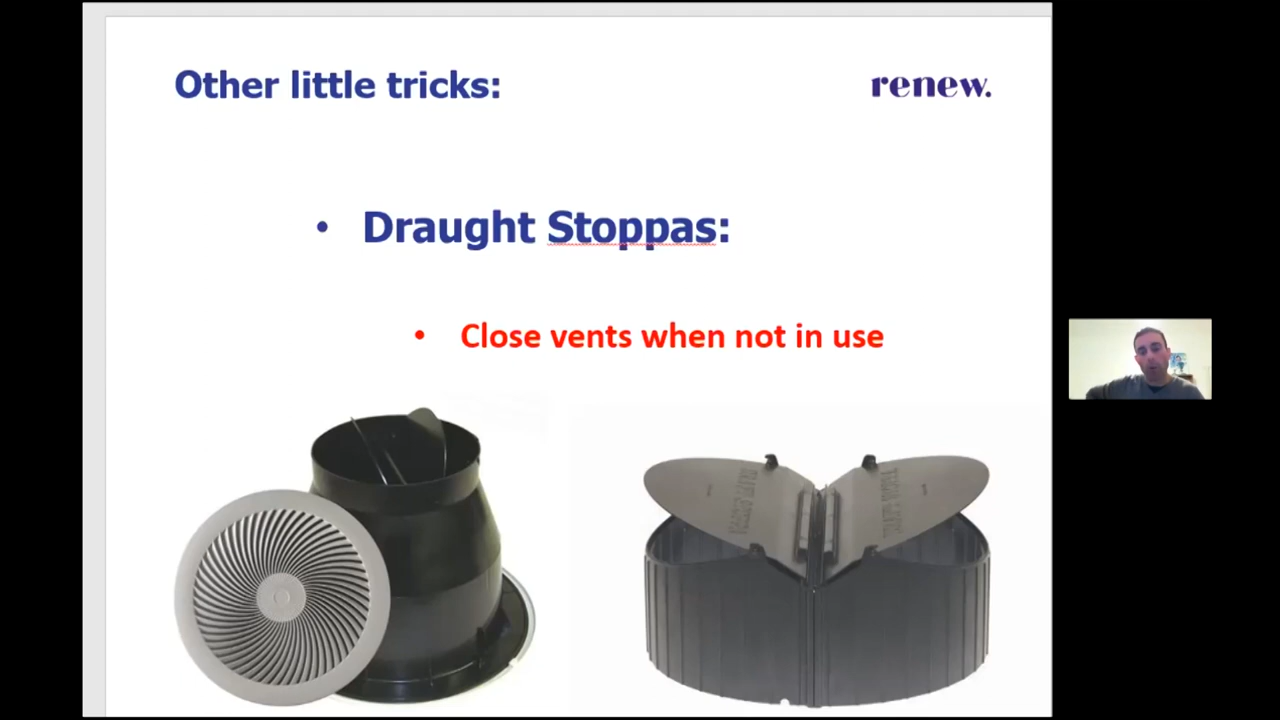 Other little tricks:
renew.
• Draught Stoppas:
• Close vents when not in use